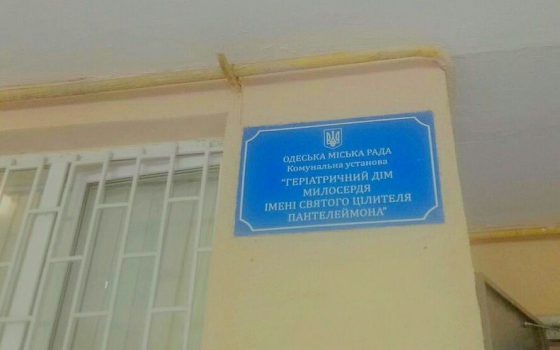 ОДЕСЬКА МІСЬКА РАДА
Комунальна установа
"ГЕРІАТРИЧНИЙ ДІМ
МИЛОСЕРДЯ
ІМЕНІ СВЯТОГО ЦІЛИТЕЛЯ
ПАНТЕЛЕЙМОНА"